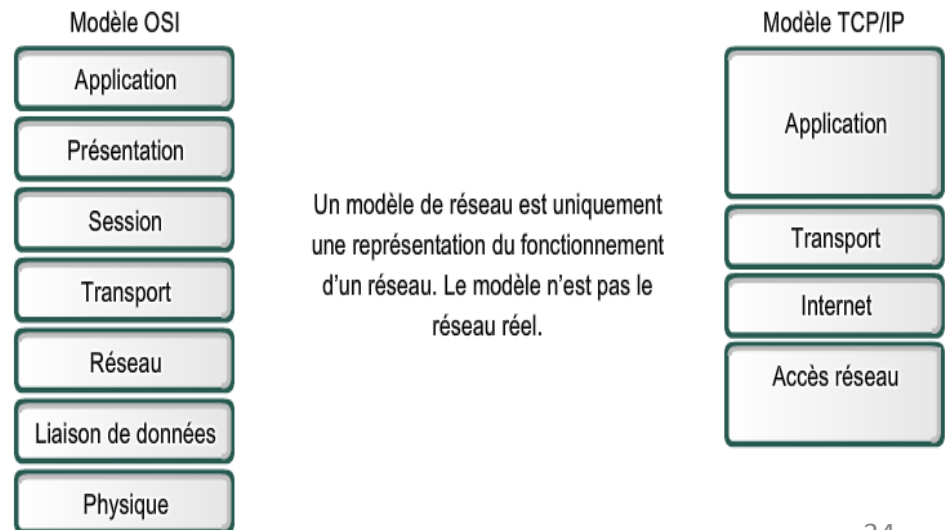 Modèle OSI
Application
Présentation
Session
Transport
Réseau
Liaison de données
Physique
Un modèle de réseau est uniquement
une représentation du fonctionnement
d'un réseau. Le modèle n'est pas le
réseau réel.
Modèle TCP/IP
Application
Transport
Internet
Accès réseau